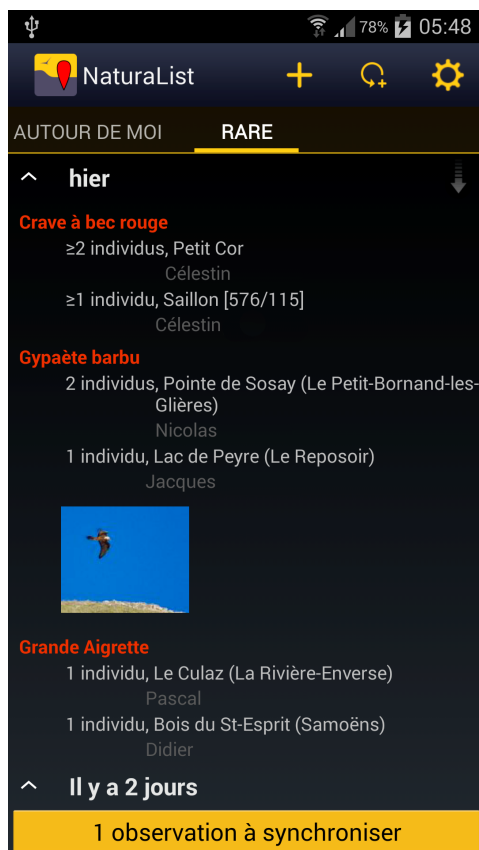 78% 05:48
NaturaList
AUTOUR DE MOI RARE
hier
Crave à bec rouge
≥2 individus, Petit Cor
Célestin
≥1 individu, Saillon [576/115]
Célestin
Gypaète barbu
2 individus, Pointe de Sosay (Le Petit-Bornand-les-
Glières)
Nicolas
1 individu, Lac de Peyre (Le Reposoir)
Jacques
Grande Aigrette
1 individu, Le Culaz (La Rivière-Enverse)
Pascal
1 individu, Bois du St-Esprit (Samoëns)
Didier
Il y a 2 jours
1 observation à synchroniser